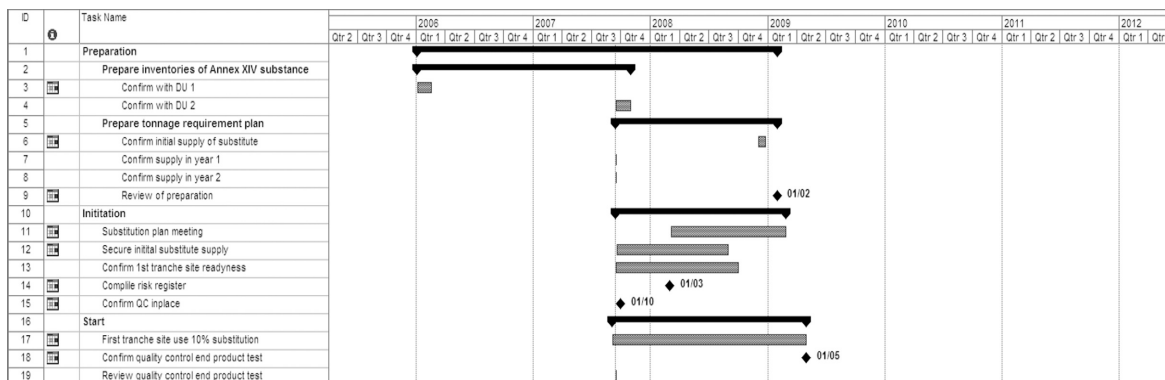 ID Task Name 2006 2007 2008 2009 2010 2011 2012
Qtr 2 Qtr 3 Qtr 4 Qtr 1 Qtr 2 Qtr 3 Qtr 4 Qtr 1 Qtr 2 Qtr 3 Qtr 4 Qtr 1 Qtr 2 Qtr 3 Qtr 4 Qtr 1 Qtr 2 Qtr 3 Qtr 4 Qtr 1 Qtr 2 Qtr 3 Qtr 4 Qtr 1 Qtr 2 Qtr 3 Qtr 4 Qtr 1 Qtr
1 Preparation
2 Prepare inventories of Annex XIV substance
3 Confirm with DU 1
4 Confirm with DU 2
5 Prepare tonnage requirement plan
6 Confirm initial supply of substitute
7 Confirm supply in year 1
8 Confirm supply in year 2
9 Review of preparation 01/02
10 Inititation
11 Substitution plan meeting
12 Secure initital substitute supply
13 Confirm 1st tranche site readyness
14 Complile risk register 01/03
15 Confirm QC inplace 01/10
16 Start
17 First tranche site use 10% substitution
18 Confirm quality control end product test 01/05
19 Review quality control end product test